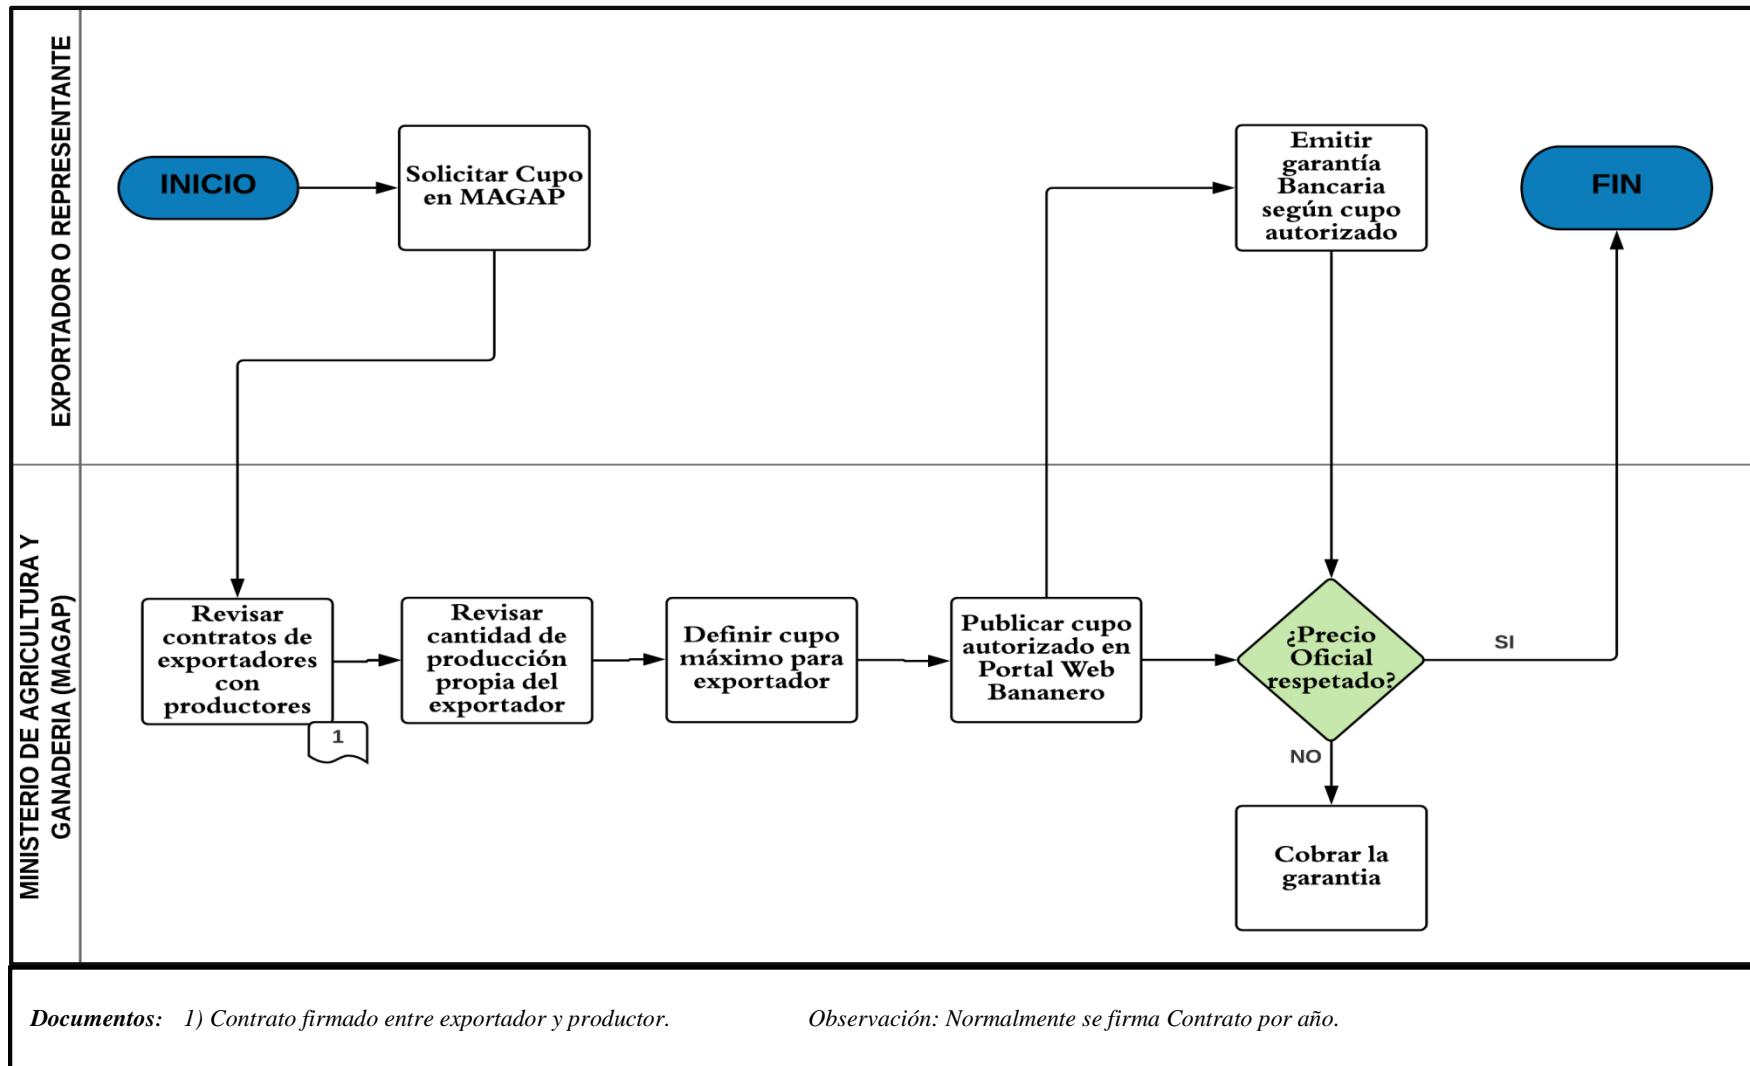 EXPORTADOR O REPRESENTANTE
INICIO
Solicitar Cupo
en MAGAP
Emitir
garantía
Bancaria
según cupo
autorizado
FIN
MINISTERIO DE AGRICULTURA Y
GANADERIA (MAGAP)
Revisar
contratos de
exportadores
con
productores
1
Revisar
cantidad de
producción
propia del
exportador
Definir cupo
máximo para
exportador
Publicar cupo
autorizado en
Portal Web
Bananero
¿Precio
Oficial
respetado?
SI
NO
Cobrar la
garantia
Documentos: 1) Contrato firmado entre exportador y productor. Observación: Normalmente se firma Contrato por año.